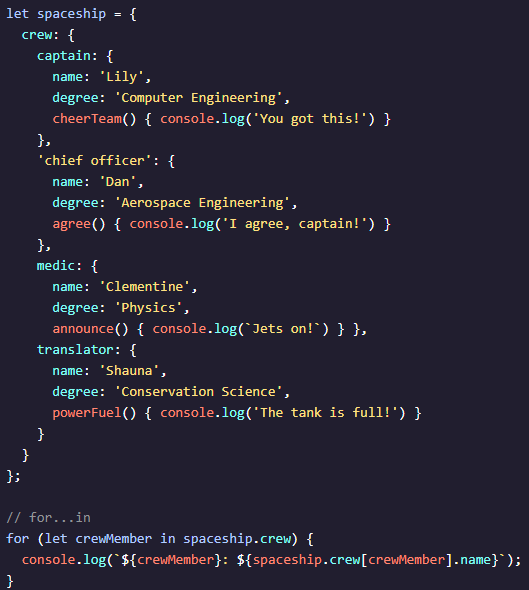 let spaceship = {
  crew: {
    captain: {
      name: 'Lily',
      degree: 'Computer Engineering',
      cheerTeam() { console.log('You got this!') }
    },
    'chief officer': {
      name: 'Dan',
      degree: 'Aerospace Engineering',
      agree() { console.log('I agree, captain!') }
    },
    medic: {
      name: 'Clementine',
      degree: 'Physics',
      announce() { console.log(`Jets on!`) } },
    translator: {
      name: 'Shauna',
      degree: 'Conservation Science',
      powerFuel() { console.log('The tank is full!') }
    }
  }
};

// for...in
for (let crewMember in spaceship.crew) {
  console.log(`${crewMember}: ${spaceship.crew[crewMember].name}`);
}